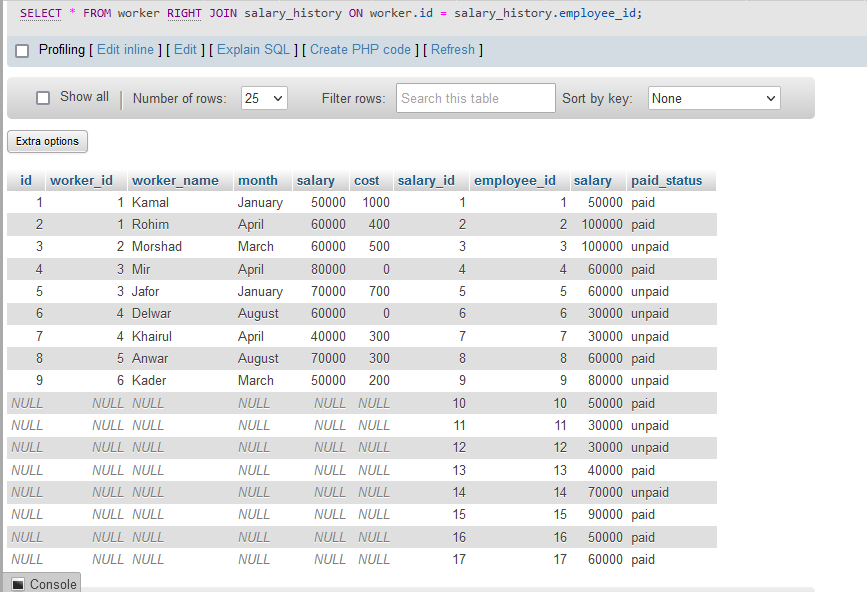 SELECT * FROM worker RIGHT JOIN salary_history ON worker.id = salary_history.employee_id;
Profiling [ Edit inline ] [ Edit ] [ Explain SQL ] [ Create PHP code ] [ Refresh ]
Show all Number of rows: 25 Filter rows: Search this table Sort by key: None
Extra options
id worker_id worker_name month salary cost salary_id employee_id salary paid_status
1 1 Kamal January 50000 1000 1 1 50000 paid
2 1 Rohim April 60000 400 2 2 100000 paid
3 2 Morshad March 60000 500 3 3 100000 unpaid
4 3 Mir April 80000 0 4 4 60000 paid
5 3 Jafor January 70000 700 5 5 60000 unpaid
6 4 Delwar August 60000 0 6 6 30000 unpaid
7 4 Khairul April 40000 300 7 7 30000 unpaid
8 5 Anwar August 70000 300 8 8 60000 paid
9 6 Kader March 50000 200 9 9 80000 unpaid
NULL NULL NULL NULL NULL NULL 10 10 50000 paid
NULL NULL NULL NULL NULL NULL 11 11 30000 unpaid
NULL NULL NULL NULL NULL NULL 12 12 30000 unpaid
NULL NULL NULL NULL NULL NULL 13 13 40000 paid
NULL NULL NULL NULL NULL NULL 14 14 70000 unpaid
NULL NULL NULL NULL NULL NULL 15 15 90000 paid
NULL NULL NULL NULL NULL NULL 16 16 50000 paid
NULL NULL NULL NULL NULL NULL 17 17 60000 paid
Console